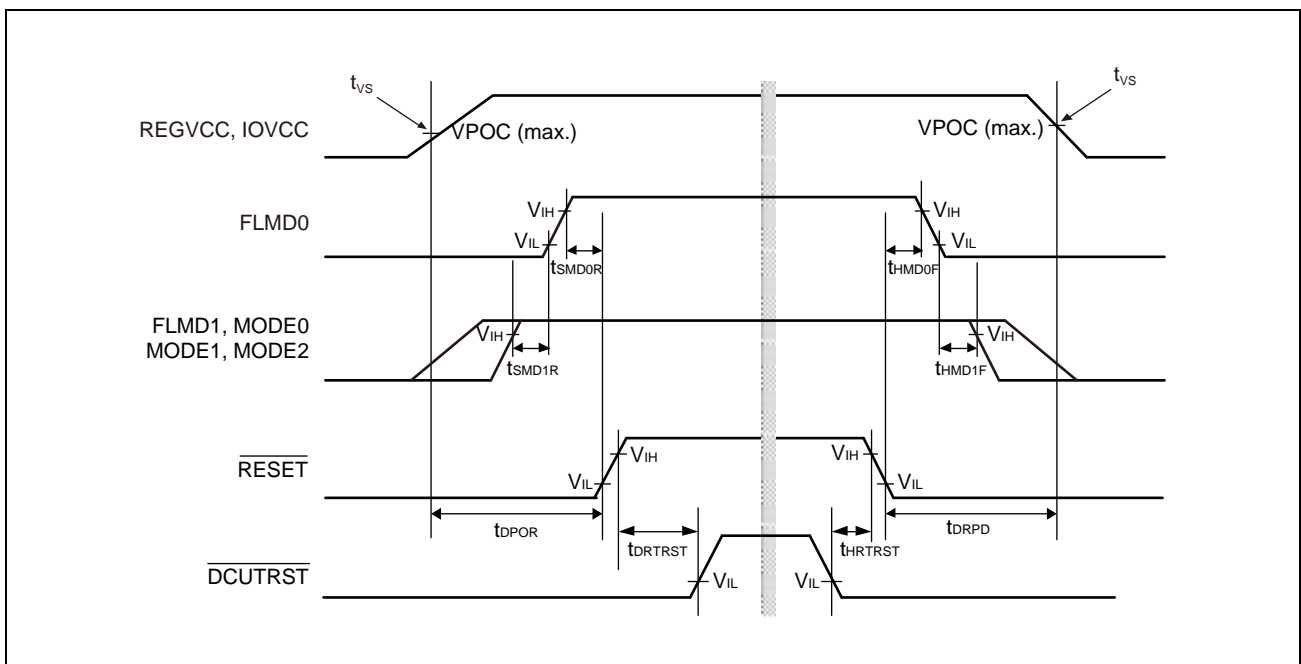 tVS
tVS
REGVCC, IOVCC
VPOC (max.)
VPOC (max.)
FLMD0
VIH
VIH
VIL
VIL
tSMD0R
tHMD0F
FLMD1, MODE0
MODE1, MODE2
VIH
VIH
tSMD1R
tHMD1F
RESET
VIH
VIH
VIL
VIL
tDPOR
tDRTRST
tHRTRST
tDRPD
DCUTRST
VIL
VIL